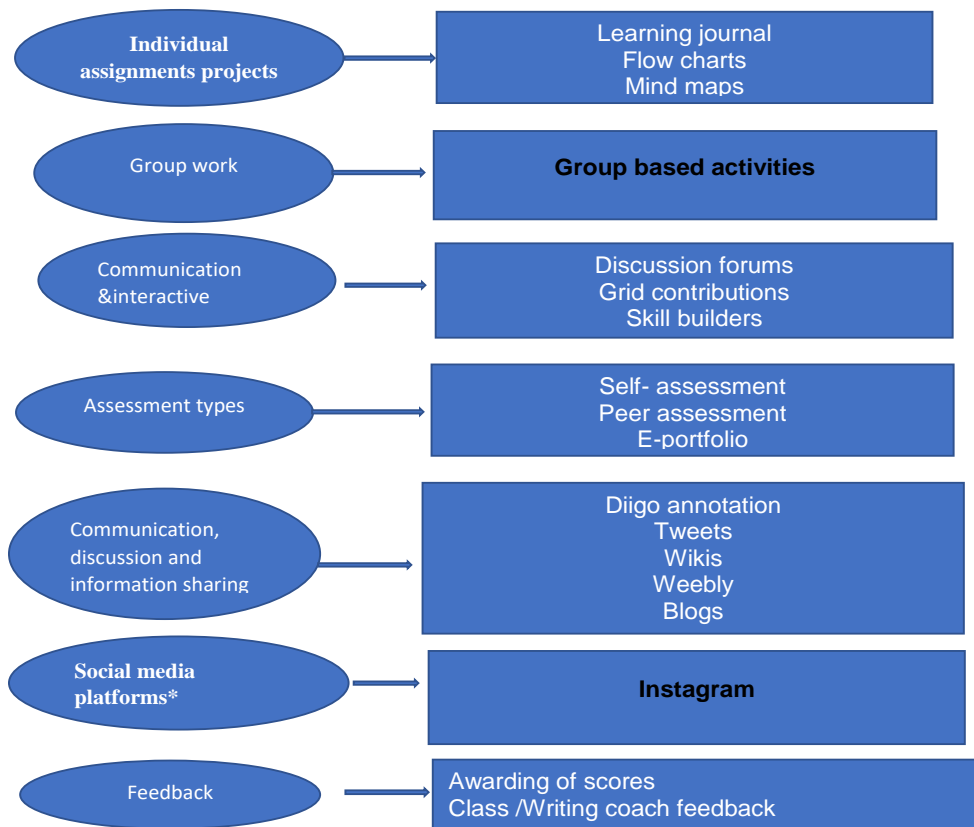 Individual
assignments projects
Learning journal
Flow charts
Mind maps
Group work
Group based activities
Communication
&interactive
Discussion forums
Grid contributions
Skill builders
Assessment types
Self- assessment
Peer assessment
E-portfolio
Communication,
discussion and
information sharing
Diigo annotation
Tweets
Wikis
Weebly
Blogs
Social media
platforms*
Instagram
Feedback
Awarding of scores
Class /Writing coach feedback